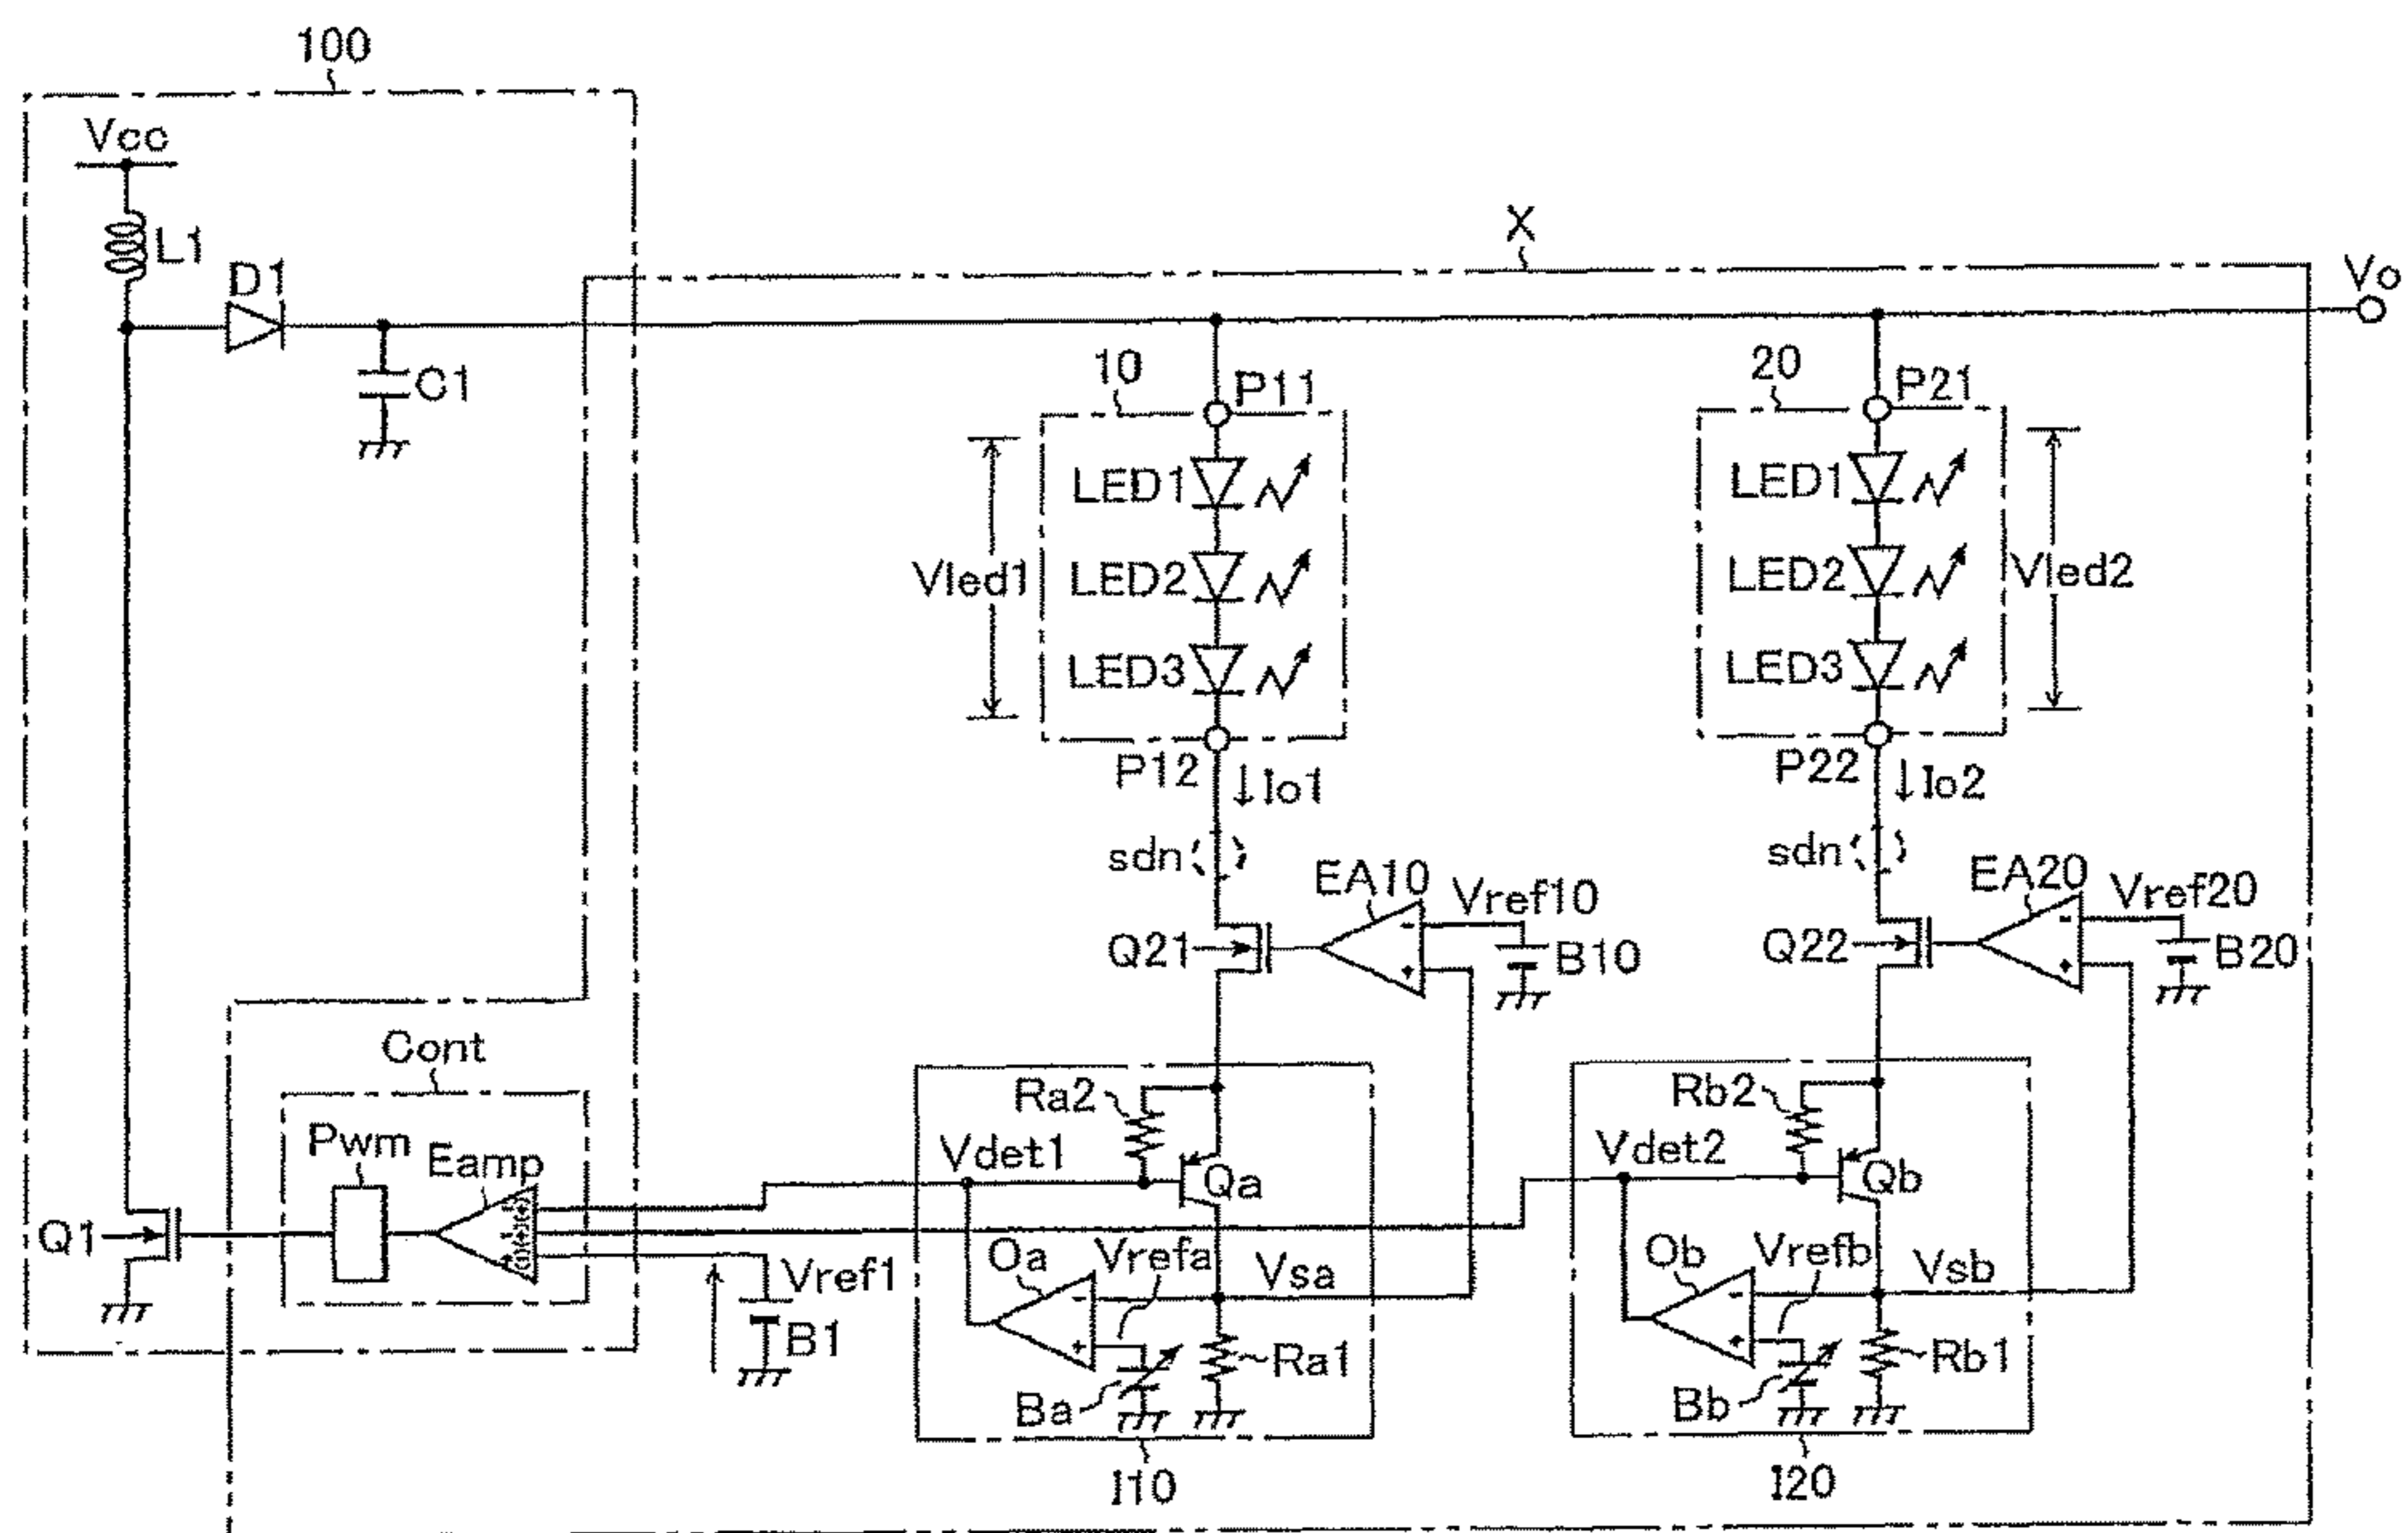 100
Vcc
L1
D1
C1
X
Vo
10
P11
20
P21
LED1
LED2
LED3
Vled1
LED1
LED2
LED3
Vled2
P12
Io1
P22
Io2
sdn
EA10
Vref10
Q21
B10
sdn
EA20
Vref20
Q22
B20
Cont
Pwm
Eamp
Q1
Vref1
B1
Ra2
Vdet1
Qa
Oa
Vrefa
Vsa
Ba
Ra1
I10
Rb2
Vdet2
Qb
Ob
Vrefb
Vsb
Bb
Rb1
I20